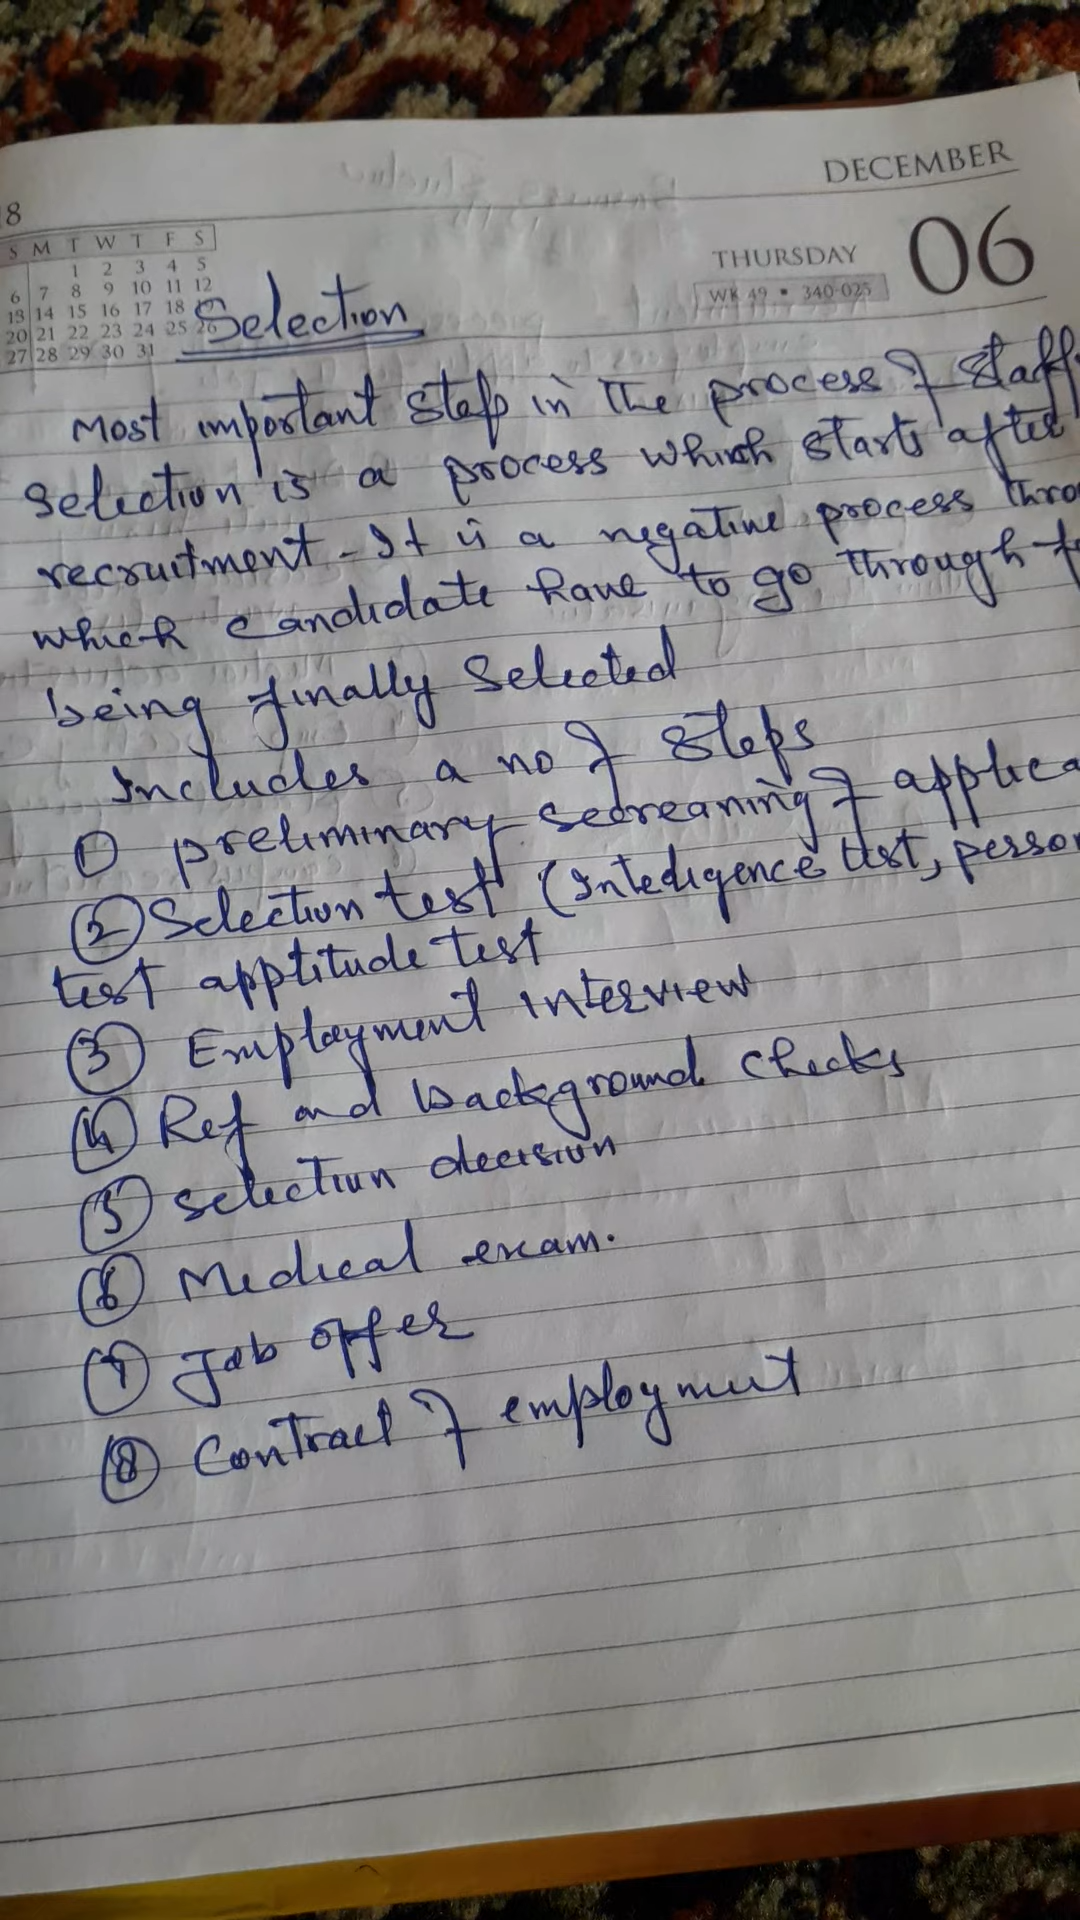 DECEMBER
8
S M T W T F S
1 2 3 4 5
6 7 8 9 10 11 12
13 14 15 16 17 18 19
20 21 22 23 24 25 26
27 28 29 30 31
THURSDAY 06
WK 49 • 340-025
Selection
Most important step in the process of Staff
Selection is a process which starts after
recruitment - It is a negative process thro
which candidate have to go through f
being finally Selected
Includes a no of steps
① preliminary secreaning of applica
② Selection test (Intedigence test, person
test apptitude test
③ Employment interview
④ Ref and background checks
⑤ selection decision
⑥ Medical exam.
⑦ Job offer
⑧ Contract of employment